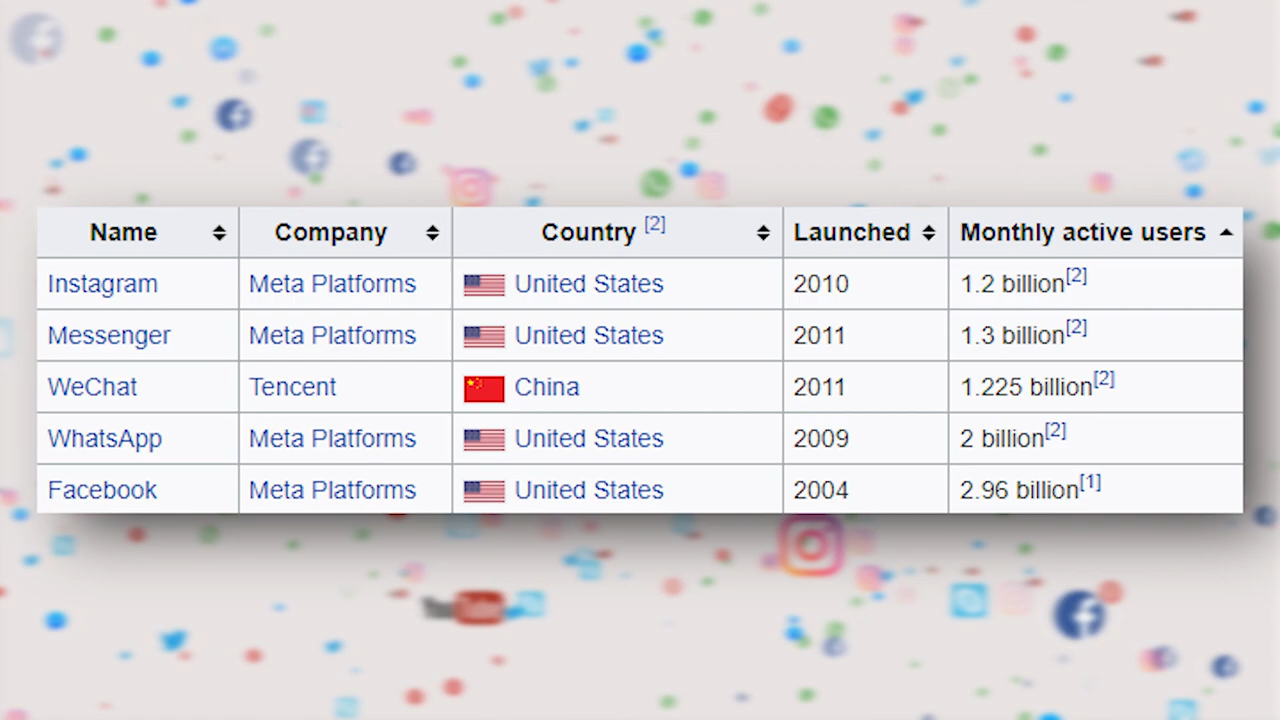 Name Company Country [2] Launched Monthly active users
Instagram Meta Platforms United States 2010 1.2 billion[2]
Messenger Meta Platforms United States 2011 1.3 billion[2]
WeChat Tencent China 2011 1.225 billion[2]
WhatsApp Meta Platforms United States 2009 2 billion[2]
Facebook Meta Platforms United States 2004 2.96 billion[1]